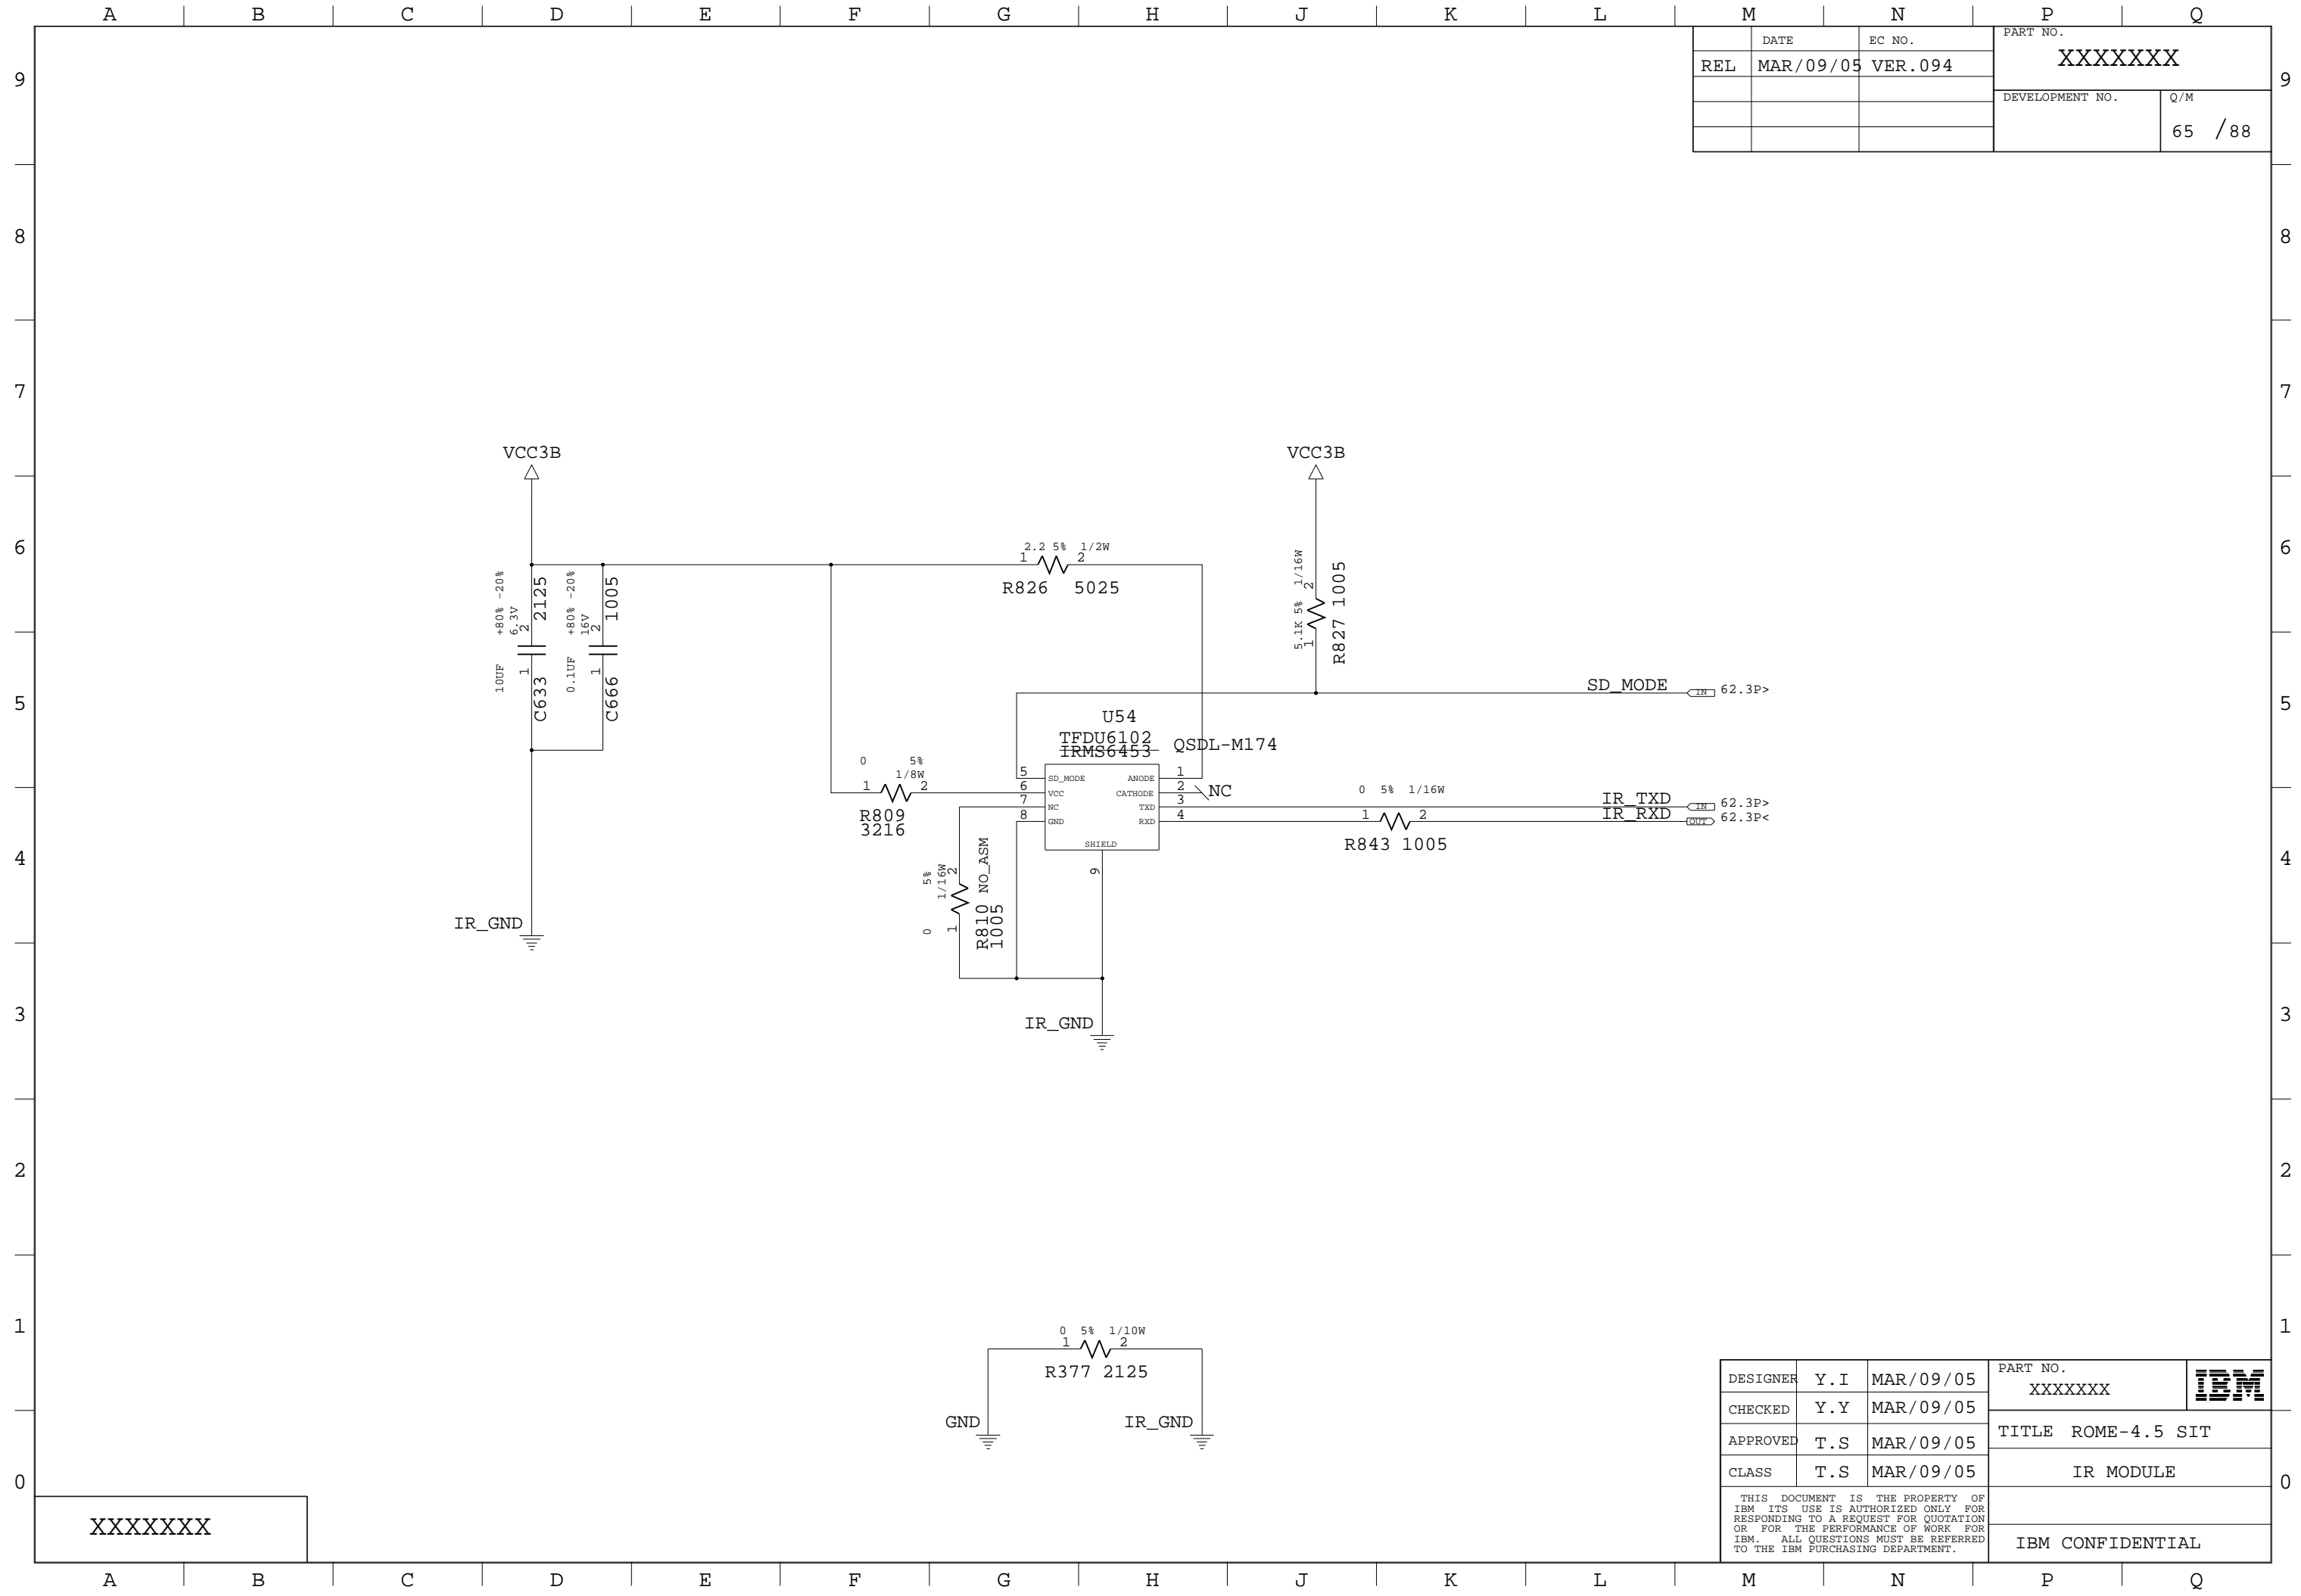 A B C D E F G H J K L M N P Q
DATE EC NO.
REL MAR/09/05 VER.094
PART NO.
XXXXXXX
DEVELOPMENT NO.
Q/M
65 /88
9 9
8 8
7 7
6 6
5 5
4 4
3 3
2 2
1 1
0 0
VCC3B
VCC3B
2.2 5% 1/2W
1 2
R826 5025
10UF +80% -20%
6.3V
1 2
C633 2125
0.1UF +80% -20%
16V
1 2
C666 1005
5.1K 5% 1/16W
1 2
R827 1005
SD_MODE IN 62.3P>
U54
TFDU6102
IRMS6453
QSDL-M174
0 5%
1/8W
1 2
R809
3216
5 SD_MODE ANODE 1
6 VCC CATHODE 2 NC
7 NC TXD 3
8 GND RXD 4
SHIELD
9
0 5% 1/16W
1 2
R843 1005
IR_TXD IN 62.3P>
IR_RXD OUT 62.3P<
0 5%
1/16W
1 2
R810 NO_ASM
1005
IR_GND
IR_GND
0 5% 1/10W
1 2
R377 2125
GND
IR_GND
DESIGNER Y.I MAR/09/05
CHECKED Y.Y MAR/09/05
APPROVED T.S MAR/09/05
CLASS T.S MAR/09/05
THIS DOCUMENT IS THE PROPERTY OF
IBM ITS USE IS AUTHORIZED ONLY FOR
RESPONDING TO A REQUEST FOR QUOTATION
OR FOR THE PERFORMANCE OF WORK FOR
IBM. ALL QUESTIONS MUST BE REFERRED
TO THE IBM PURCHASING DEPARTMENT.
PART NO.
XXXXXXX
IBM
TITLE ROME-4.5 SIT
IR MODULE
IBM CONFIDENTIAL
XXXXXXX
A B C D E F G H J K L M N P Q